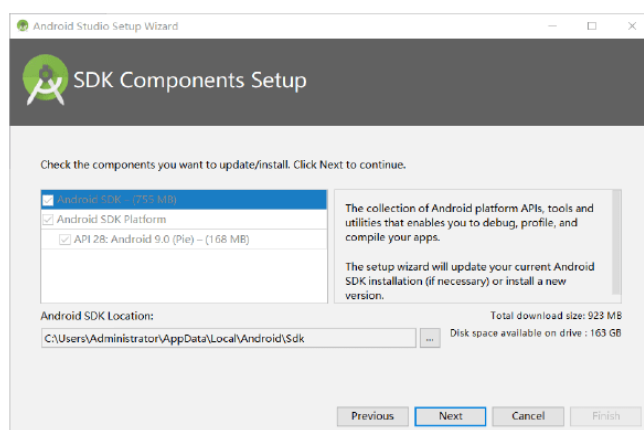 Android Studio Setup Wizard
SDK Components Setup
Check the components you want to update/install. Click Next to continue.
Android SDK – (755 MB)
Android SDK Platform
API 28: Android 9.0 (Pie) – (168 MB)
The collection of Android platform APIs, tools and
utilities that enables you to debug, profile, and
compile your apps.
The setup wizard will update your current Android
SDK installation (if necessary) or install a new
version.
Android SDK Location:
Total download size: 923 MB
C:\Users\Administrator\AppData\Local\Android\Sdk
...
Disk space available on drive : 163 GB
Previous
Next
Cancel
Finish